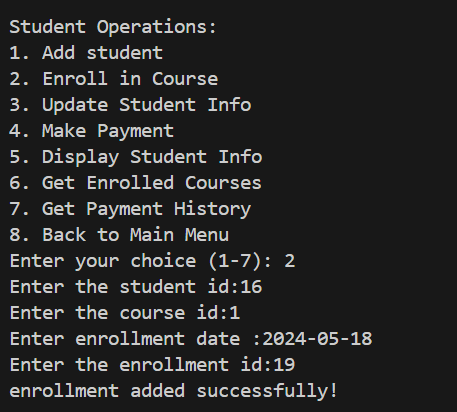 Student Operations:
1. Add student
2. Enroll in Course
3. Update Student Info
4. Make Payment
5. Display Student Info
6. Get Enrolled Courses
7. Get Payment History
8. Back to Main Menu
Enter your choice (1-7): 2
Enter the student id:16
Enter the course id:1
Enter enrollment date :2024-05-18
Enter the enrollment id:19
enrollment added successfully!